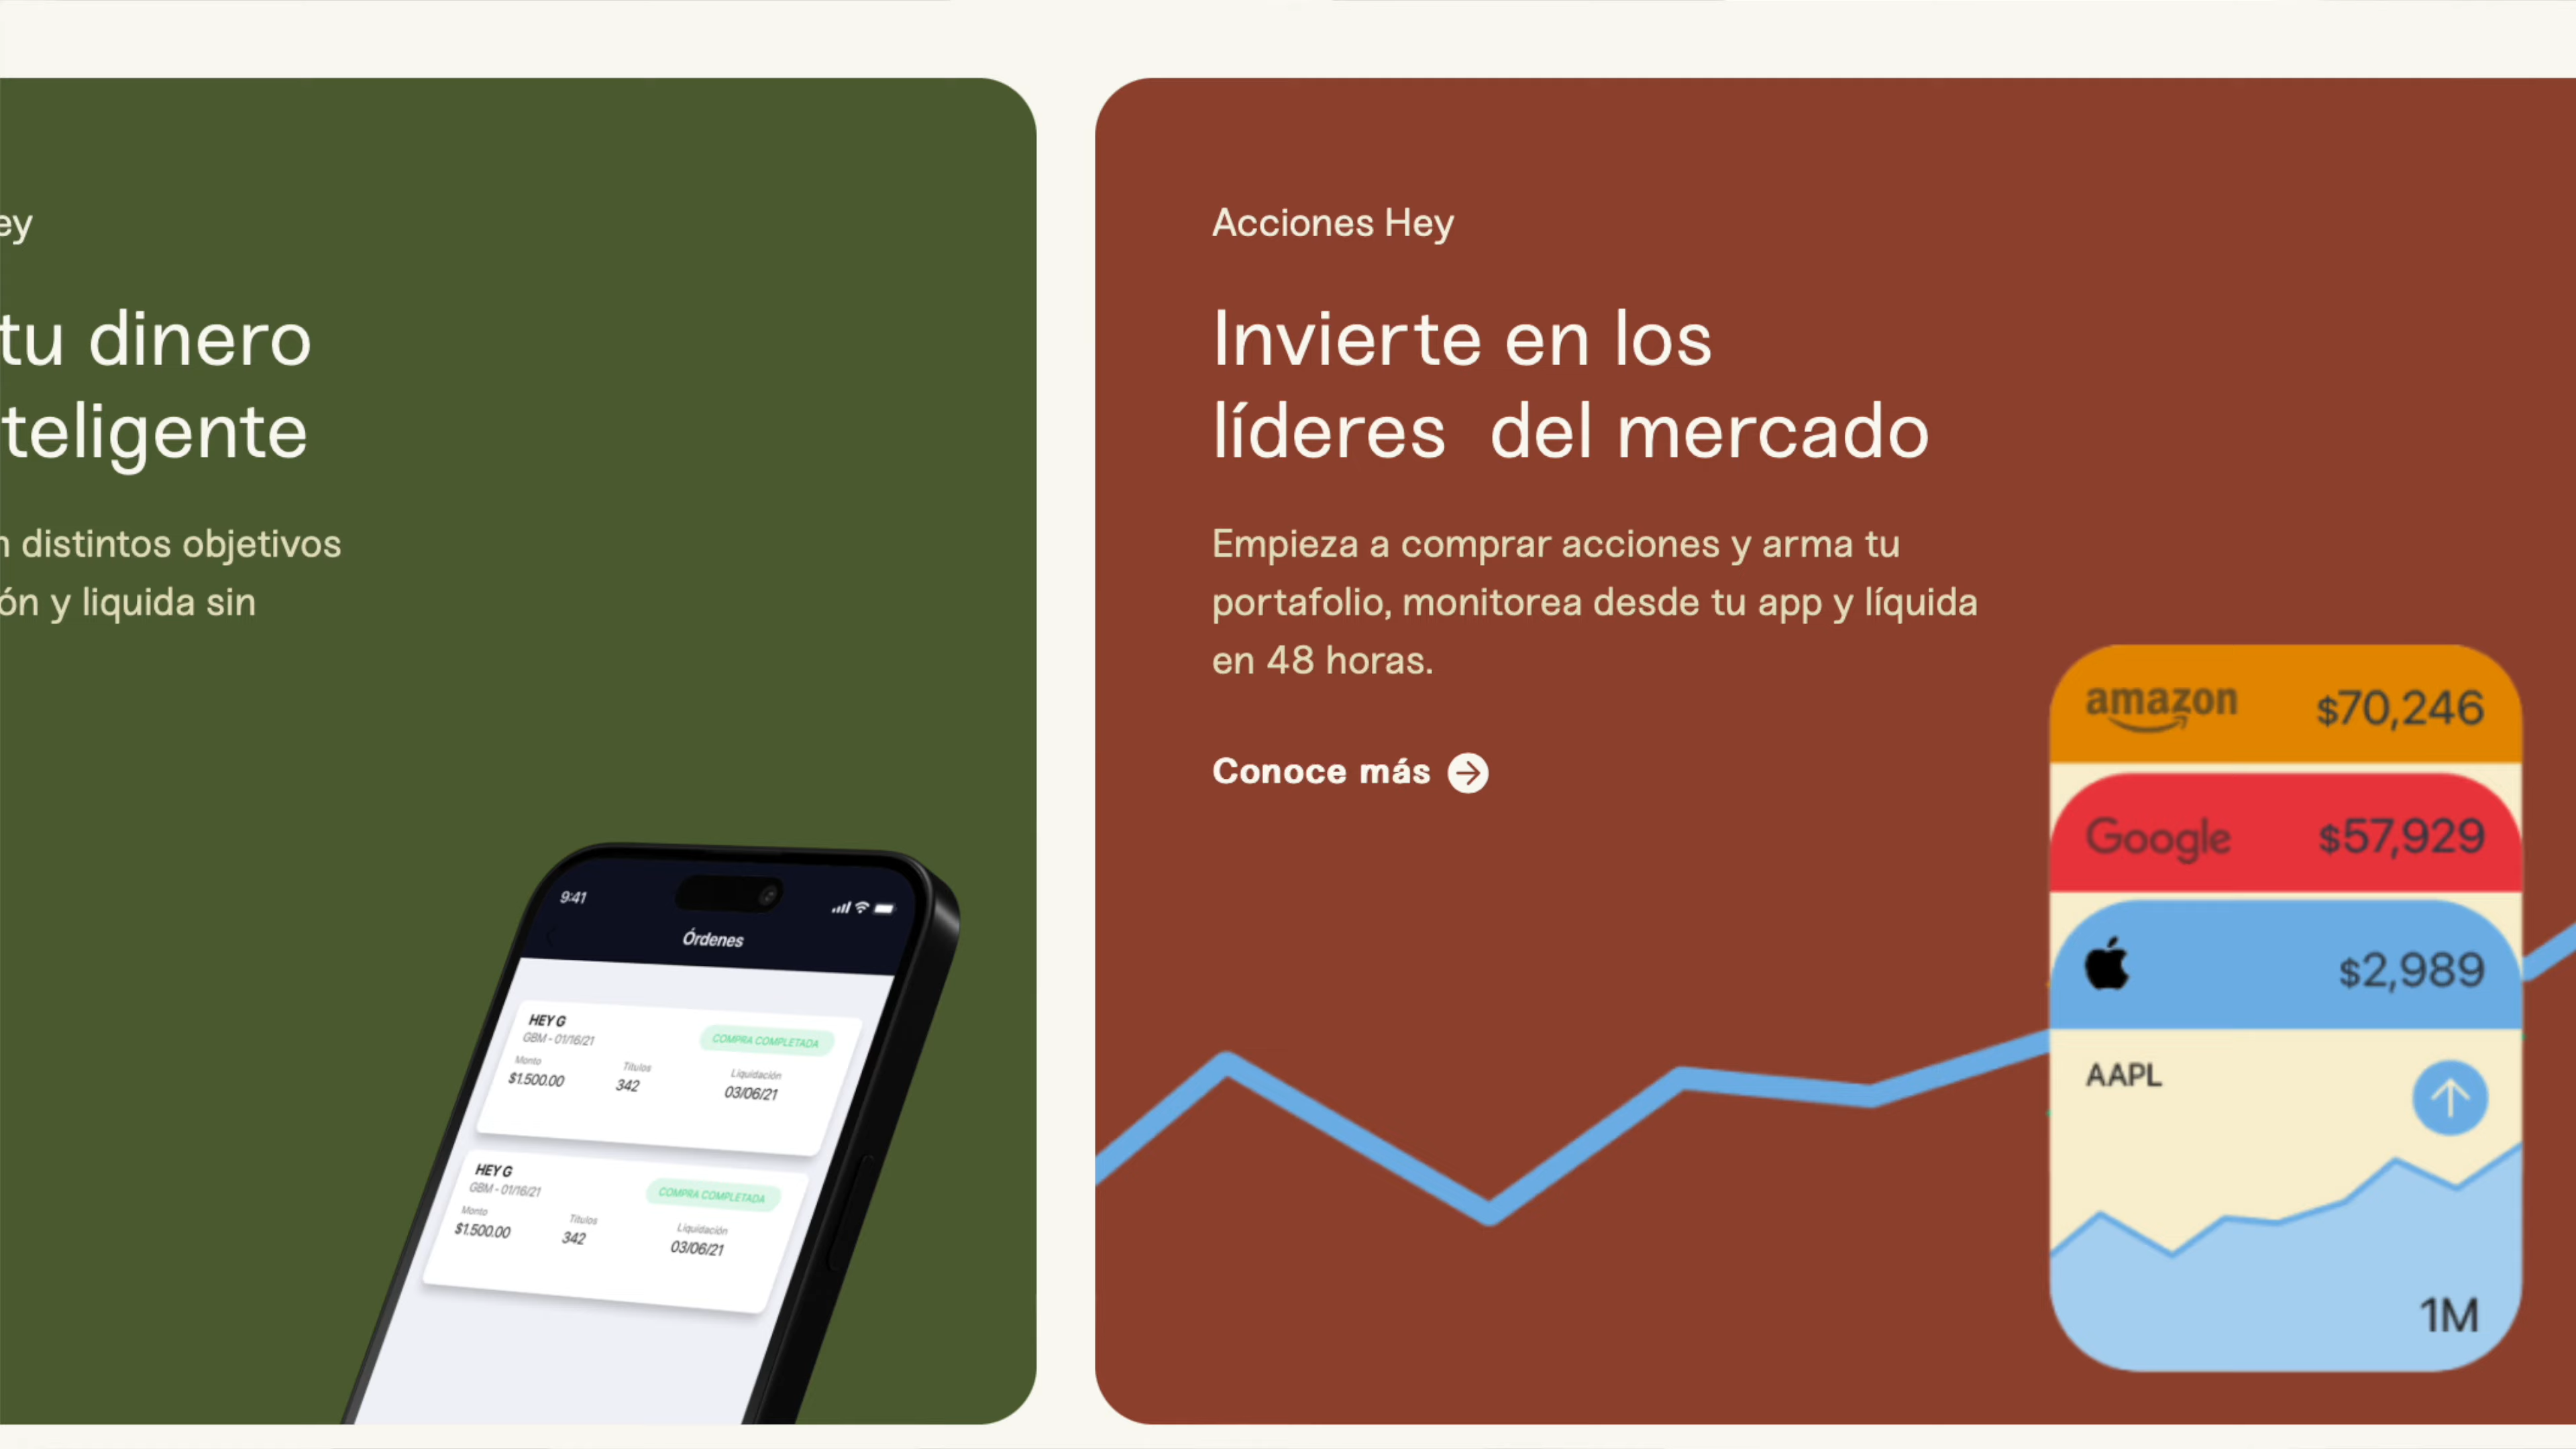 ey
tu dinero
teligente
n distintos objetivos
ón y liquida sin
9:41
Órdenes
HEY G
GBM - 01/16/21
COMPRA COMPLETADA
Monto
Títulos
Liquidación
$1.500.00
342
03/06/21
HEY G
GBM - 01/16/21
COMPRA COMPLETADA
Monto
Títulos
Liquidación
$1.500.00
342
03/06/21
Acciones Hey
Invierte en los
líderes  del mercado
Empieza a comprar acciones y arma tu
portafolio, monitorea desde tu app y líquida
en 48 horas.
Conoce más
amazon $70,246
Google $57,929
$2,989
AAPL
1M